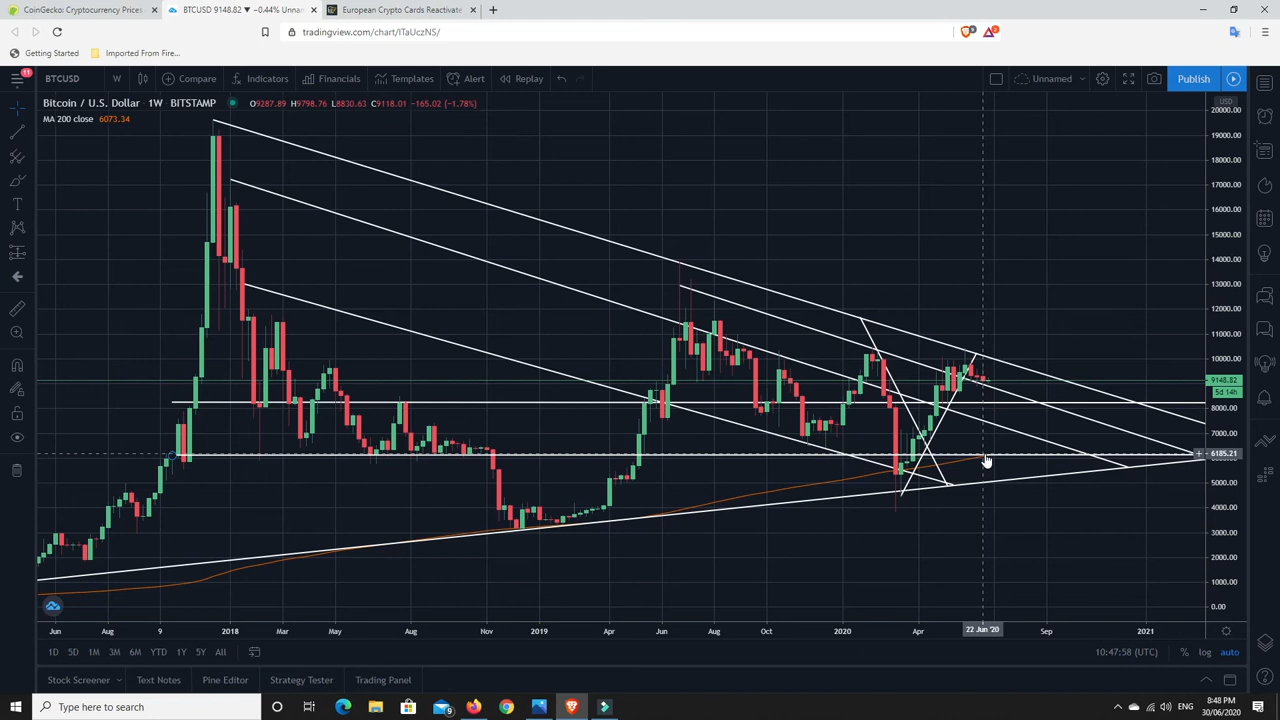 CoinGecko: Cryptocurrency Prices
BTCUSD 9148.82 ▼ −0.44% Unnam
European Crypto Cards Reactivate
tradingview.com/chart/ITaUczNS/
Getting Started
Imported From Fire...
11
BTCUSD
W
Compare
Indicators
Financials
Templates
Alert
Replay
Unnamed
Publish
Bitcoin / U.S. Dollar 1W BITSTAMP
O9287.89 H9798.76 L8830.63 C9118.01 −165.02 (−1.78%)
MA 200 close 6073.34
USD
20000.00
19000.00
18000.00
17000.00
16000.00
15000.00
14000.00
13000.00
12000.00
11000.00
10000.00
9148.82
5d 14h
8000.00
7000.00
6185.21
5000.00
4000.00
3000.00
2000.00
1000.00
0.00
Jun
Aug
9
2018
Mar
May
Aug
Nov
2019
Apr
Jun
Aug
Oct
2020
Apr
22 Jun '20
Sep
2021
1D
5D
1M
3M
6M
YTD
1Y
5Y
All
10:47:58 (UTC)
%
log
auto
Stock Screener
Text Notes
Pine Editor
Strategy Tester
Trading Panel
Type here to search
9
ENG
8:48 PM
30/06/2020